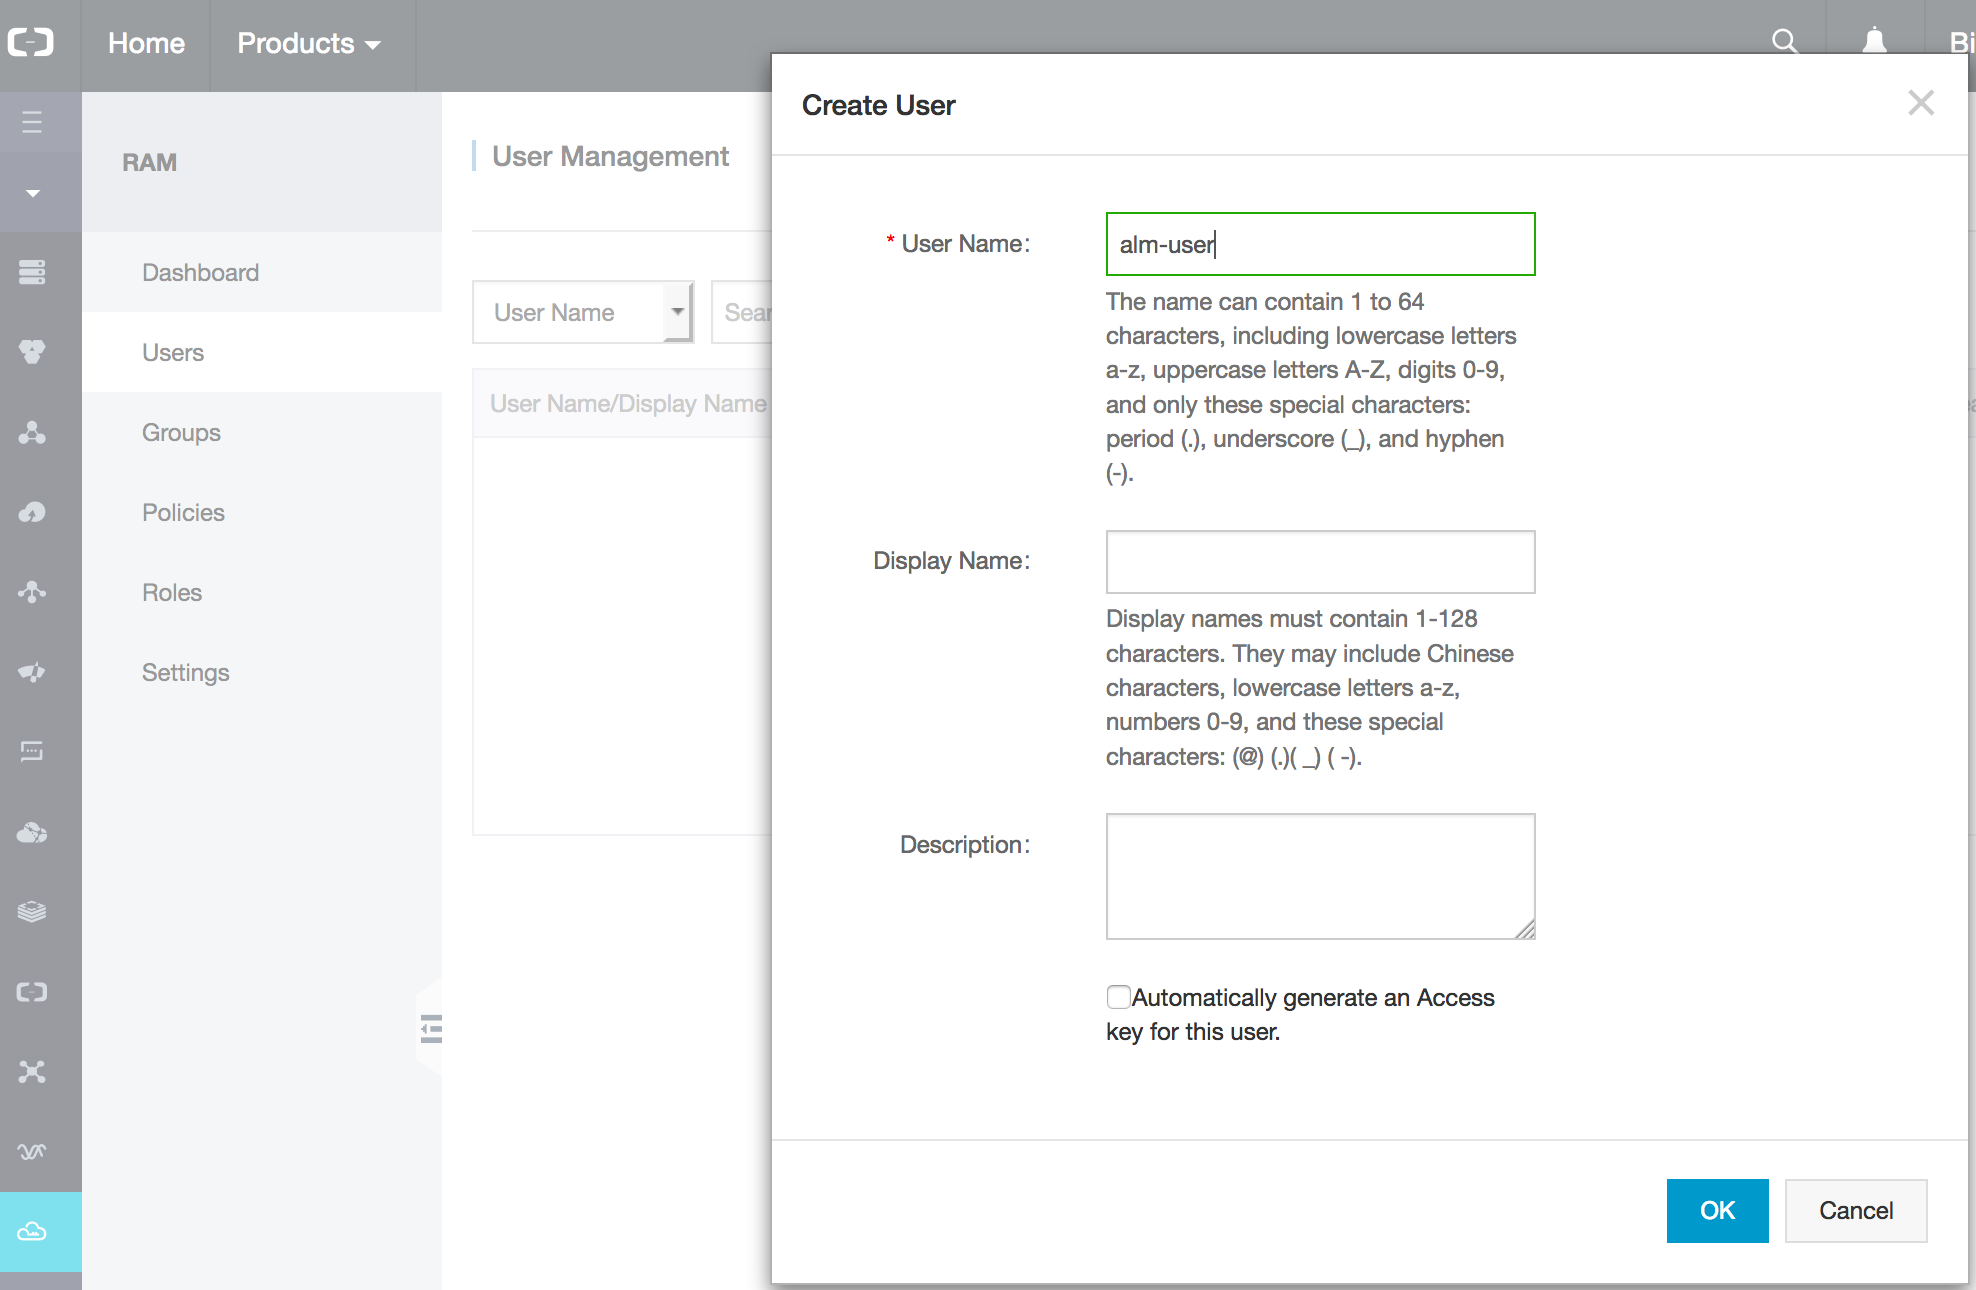 Home
Products
Create User
RAM
User Management
Dashboard
Users
Groups
Policies
Roles
Settings
User Name
Sear
User Name/Display Name
* User Name:
alm-user
The name can contain 1 to 64
characters, including lowercase letters
a-z, uppercase letters A-Z, digits 0-9,
and only these special characters:
period (.), underscore (_), and hyphen
(-).
Display Name:
Display names must contain 1-128
characters. They may include Chinese
characters, lowercase letters a-z,
numbers 0-9, and these special
characters: (@) (.)( _) ( -).
Description:
Automatically generate an Access
key for this user.
OK
Cancel